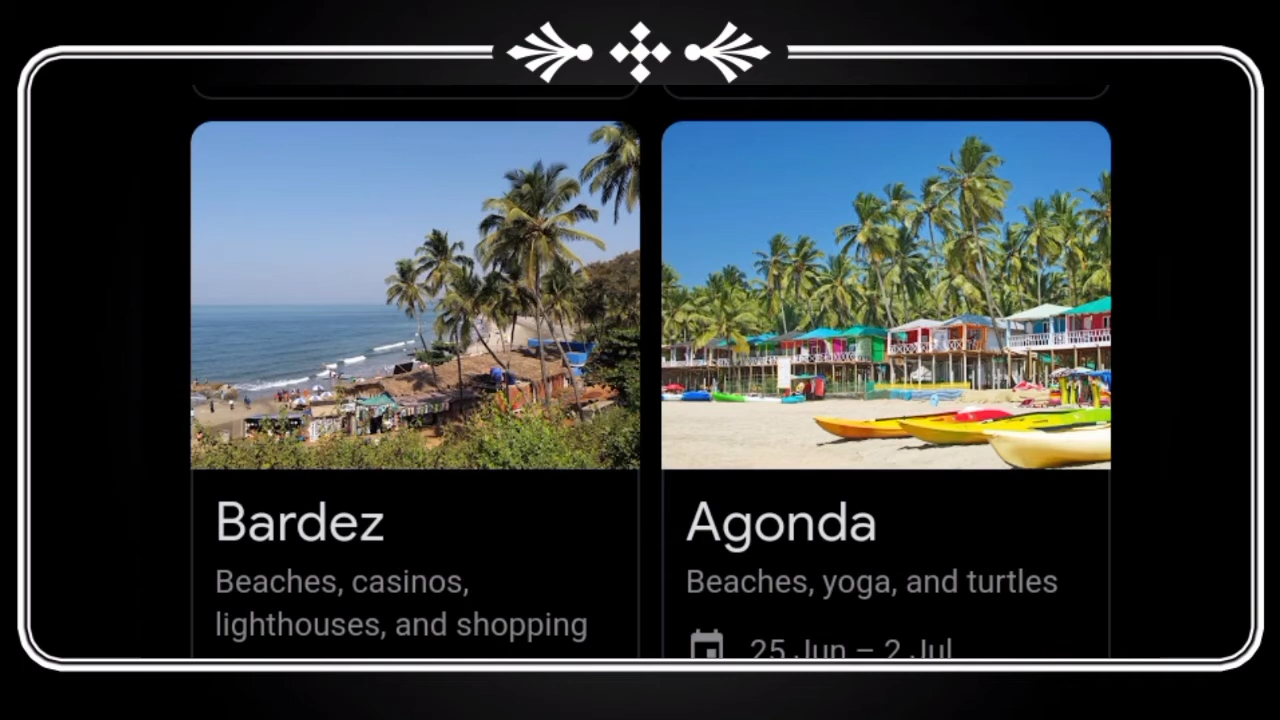 Bardez
Beaches, casinos,
lighthouses, and shopping
Agonda
Beaches, yoga, and turtles
25 Jun – 2 Jul